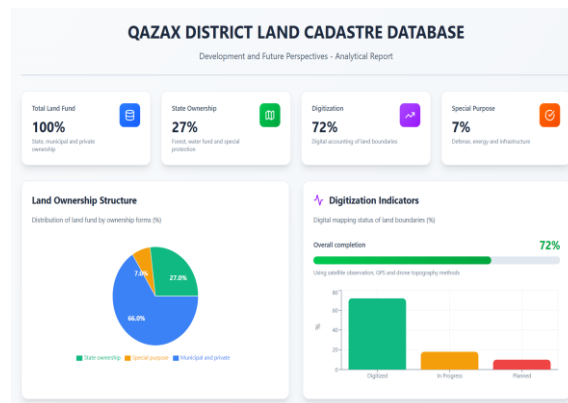 QAZAX DISTRICT LAND CADASTRE DATABASE
Development and Future Perspectives - Analytical Report
Total Land Fund
100%
State, municipal and private
ownership
State Ownership
27%
Forest, water fund and special
protection
Digitization
72%
Digital accounting of land boundaries
Special Purpose
7%
Defense, energy and infrastructure
Land Ownership Structure
Distribution of land fund by ownership forms (%)
7.0%
27.0%
66.0%
State ownership
Special purpose
Municipal and private
Digitization Indicators
Digital mapping status of land boundaries (%)
Overall completion
72%
Using satellite observation, GPS and drone topography methods
80
60
40
20
0
%
Digitized
In Progress
Planned